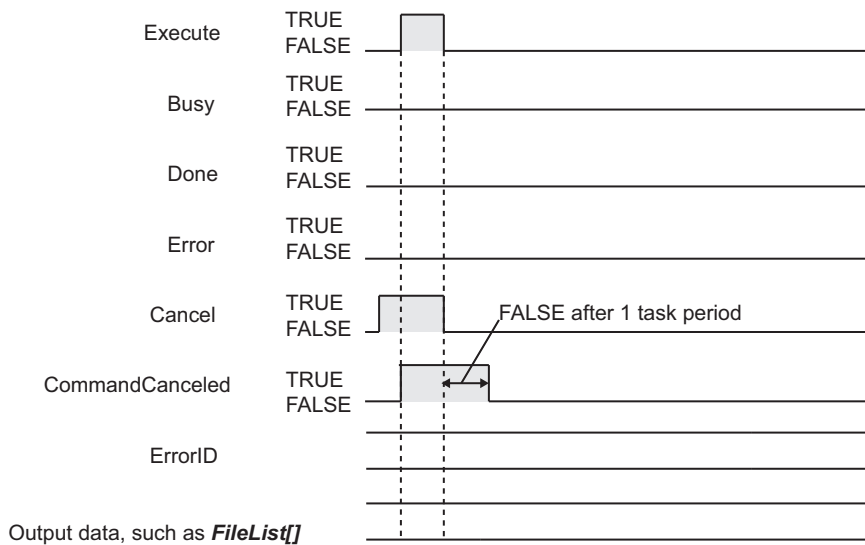 Execute
TRUE
FALSE
Busy
TRUE
FALSE
Done
TRUE
FALSE
Error
TRUE
FALSE
Cancel
TRUE
FALSE
FALSE after 1 task period
CommandCanceled
TRUE
FALSE
ErrorID
Output data, such as FileList[]